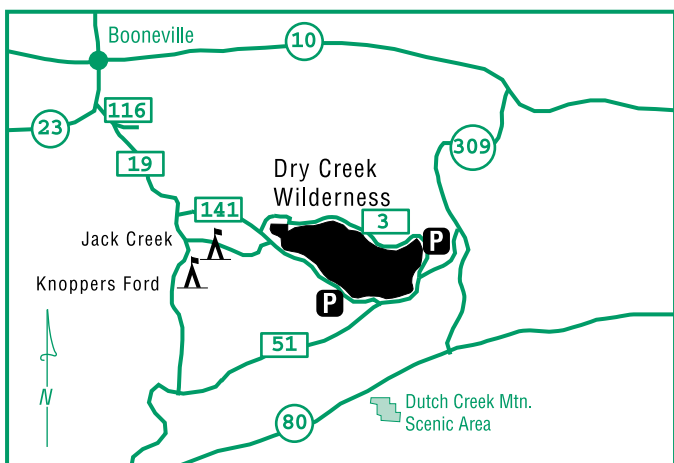 Booneville
10
116
23
309
19
Dry Creek
Wilderness
141
3
Jack Creek
P
Knoppers Ford
P
51
N
Dutch Creek Mtn.
Scenic Area
80